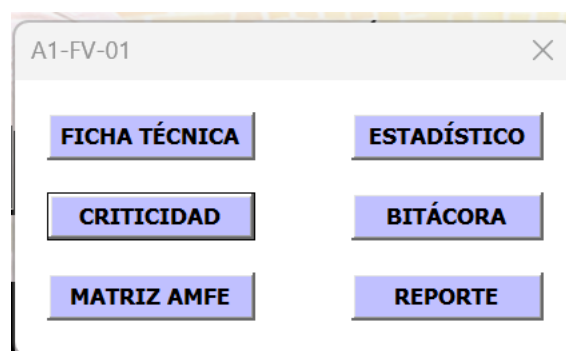 A1-FV-01
FICHA TÉCNICA
ESTADÍSTICO
CRITICIDAD
BITÁCORA
MATRIZ AMFE
REPORTE